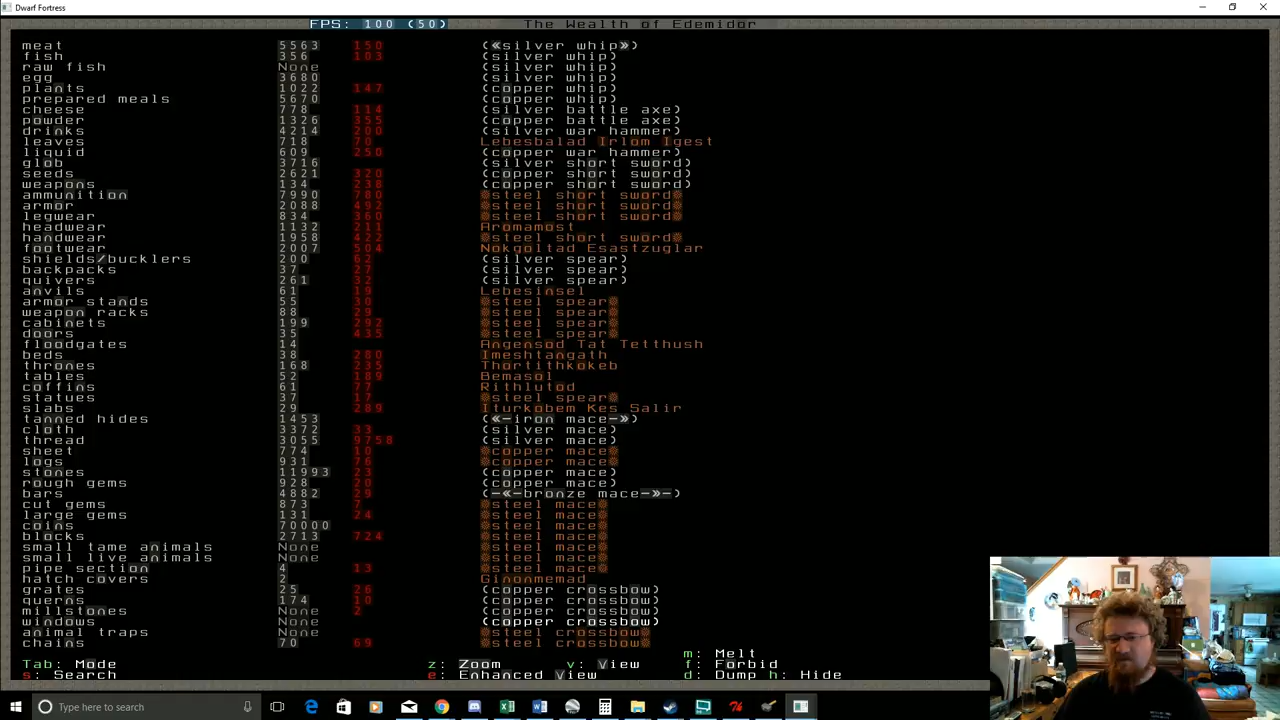 Dwarf Fortress
FPS: 100 (50) The Wealth of Edemidor
meat 5563 150 («silver whip»)
fish 356 103 (silver whip)
raw fish None (silver whip)
egg 3680 (silver whip)
plants 1022 147 (copper whip)
prepared meals 5670 (copper whip)
cheese 778 114 (silver battle axe)
powder 1326 355 (copper battle axe)
drinks 4214 200 (silver war hammer)
leaves 718 70 Lebesbalad Irlom Igest
liquid 609 250 (copper war hammer)
glob 3716 (silver short sword)
seeds 2621 320 (copper short sword)
weapons 134 238 (copper short sword)
ammunition 7990 780 ☼steel short sword☼
armor 2088 492 ☼steel short sword☼
legwear 834 360 ☼steel short sword☼
headwear 1132 211 Aromamost
handwear 1958 422 ☼steel short sword☼
footwear 2007 504 Nokgoltad Esastzuglar
shields/bucklers 200 62 (silver spear)
backpacks 37 27 (silver spear)
quivers 261 32 (silver spear)
anvils 61 19 Lebesinsel
armor stands 55 30 ☼steel spear☼
weapon racks 88 29 ☼steel spear☼
cabinets 199 292 ☼steel spear☼
doors 35 435 ☼steel spear☼
floodgates 14 Angensod Tat Tetthush
beds 38 280 Imeshtangath
thrones 168 235 Thortithkokeb
tables 52 189 Bemasol
coffins 61 77 Rithlutod
statues 37 17 ☼steel spear☼
slabs 29 289 Iturkobem Kes Salir
tanned hides 1453 («-iron mace-»)
cloth 3372 33 (silver mace)
thread 3055 9758 (silver mace)
sheet 774 10 ☼copper mace☼
logs 931 76 ☼copper mace☼
stones 11993 23 (copper mace)
rough gems 928 20 (copper mace)
bars 4882 29 (-«-bronze mace-»-)
cut gems 873 7 ☼steel mace☼
large gems 131 24 ☼steel mace☼
coins 70000 ☼steel mace☼
blocks 2713 724 ☼steel mace☼
small tame animals None ☼steel mace☼
small live animals None ☼steel mace☼
pipe section 4 13 ☼steel mace☼
hatch covers 2 Ginonmemad
grates 25 26 (copper crossbow)
querns 174 10 (copper crossbow)
millstones None 2 (copper crossbow)
windows None (copper crossbow)
animal traps None ☼steel crossbow☼
chains 70 69 ☼steel crossbow☼
m: Melt
Tab: Mode z: Zoom v: View f: Forbid
s: Search e: Enhanced View d: Dump h: Hide
Type here to search